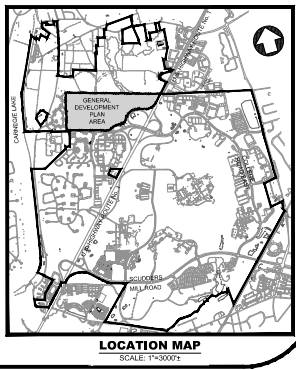 GENERAL
DEVELOPMENT
PLAN
AREA
CARNEGIE LAKE
SCUDDERS
MILL ROAD
LOCATION MAP
SCALE: 1"=3000'±